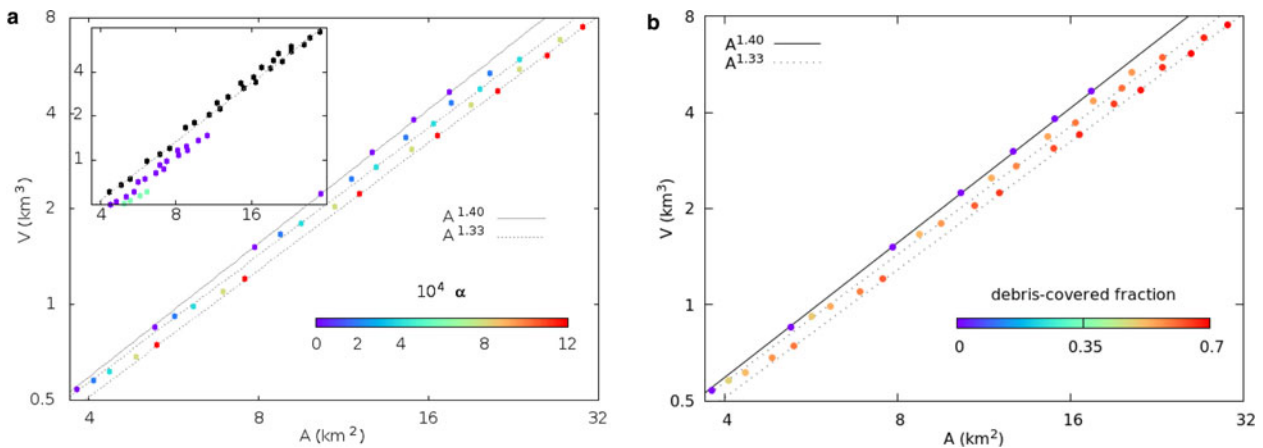 a
8
4
2
1
0.5
V (km³)
4
2
1
4
8
16
A^1.40
A^1.33
10⁴ α
0 2 4 8 12
4 8 16 32
A (km²)
b
8
4
2
1
0.5
V (km³)
A^1.40
A^1.33
debris-covered fraction
0 0.35 0.7
4 8 16 32
A (km²)